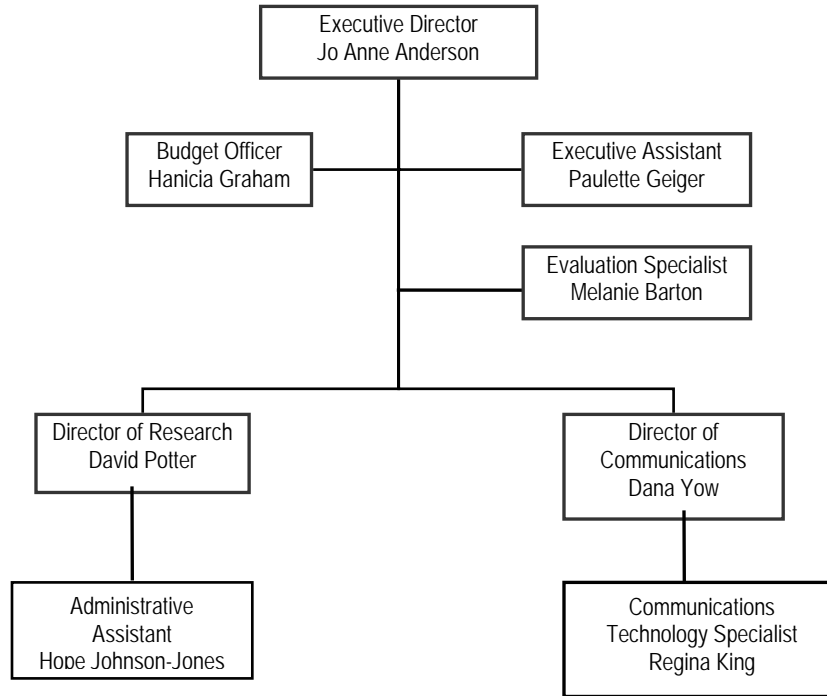 Executive Director
Jo Anne Anderson
Budget Officer
Hanicia Graham
Executive Assistant
Paulette Geiger
Evaluation Specialist
Melanie Barton
Director of Research
David Potter
Director of
Communications
Dana Yow
Administrative
Assistant
Hope Johnson-Jones
Communications
Technology Specialist
Regina King